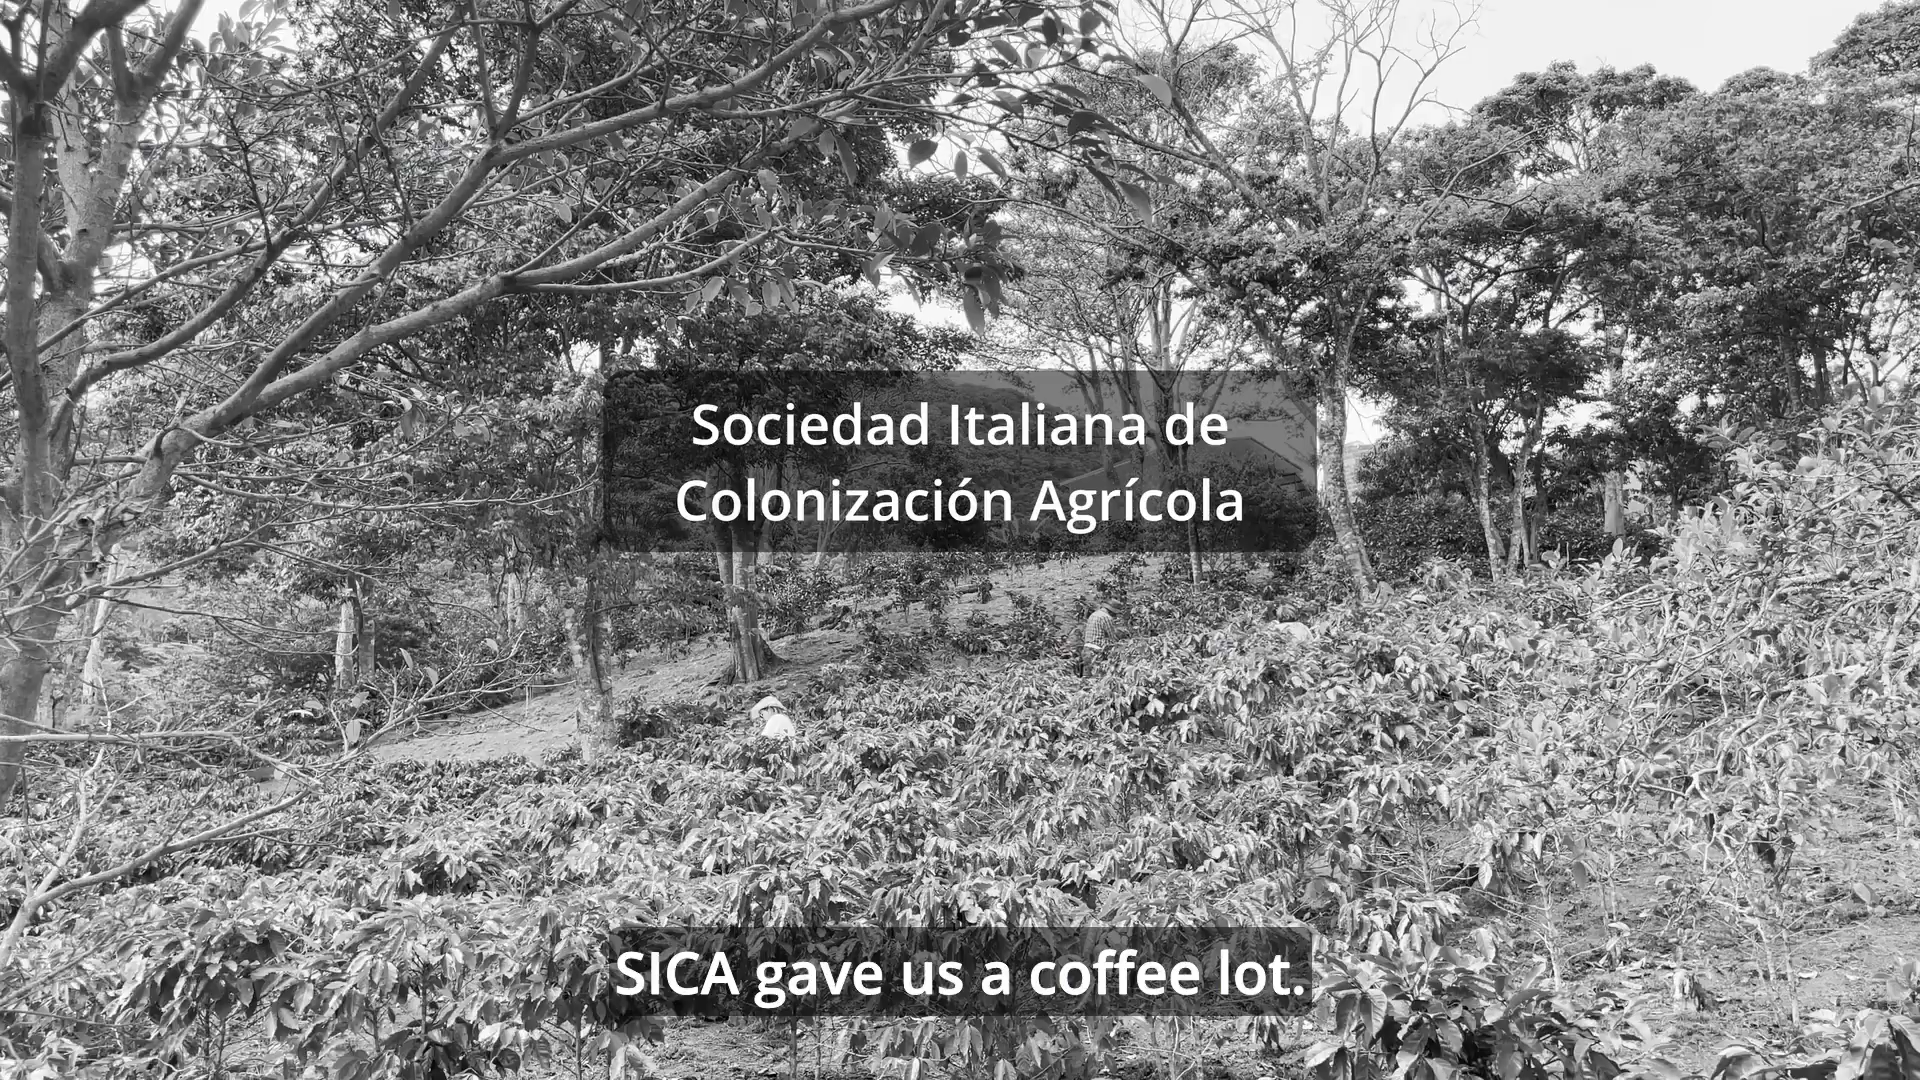 Sociedad Italiana de
Colonización Agrícola
SICA gave us a coffee lot.